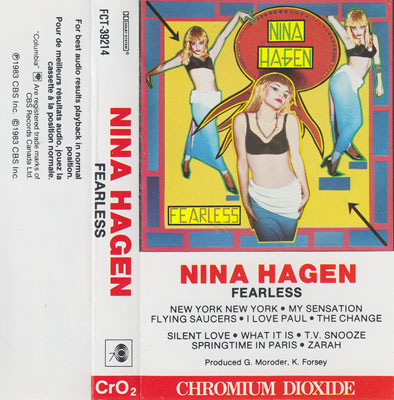 For best audio results playback in normal
position.
Pour de meilleurs résultats audio, jouez la
cassette à la position normale.
"Columbia" Are registered trade marks of
CBS Records Canada Ltd
℗1983 CBS Inc. ©1983 CBS Inc.
FCT-39214
NINA HAGEN
FEARLESS
CrO₂
NINA
HAGEN
FEARLESS
NINA HAGEN
FEARLESS
NEW YORK NEW YORK • MY SENSATION
FLYING SAUCERS • I LOVE PAUL • THE CHANGE
SILENT LOVE • WHAT IT IS • T.V. SNOOZE
SPRINGTIME IN PARIS • ZARAH
Produced G. Moroder, K. Forsey
CHROMIUM DIOXIDE